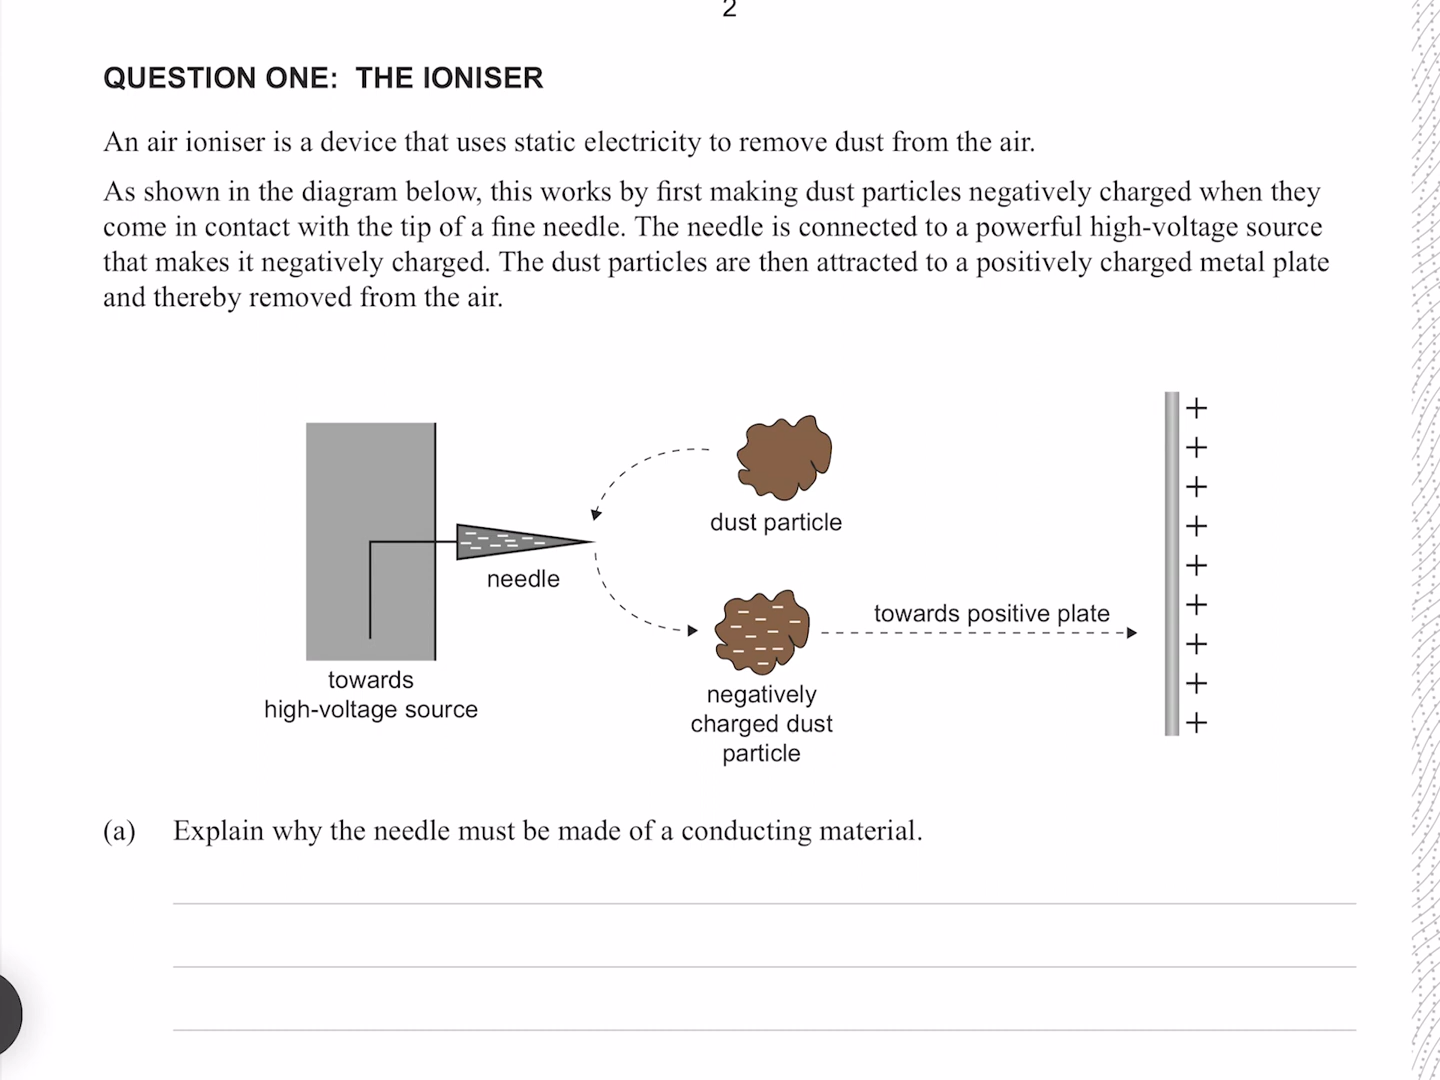 2
QUESTION ONE: THE IONISER
An air ioniser is a device that uses static electricity to remove dust from the air.
As shown in the diagram below, this works by first making dust particles negatively charged when they
come in contact with the tip of a fine needle. The needle is connected to a powerful high-voltage source
that makes it negatively charged. The dust particles are then attracted to a positively charged metal plate
and thereby removed from the air.
dust particle
needle
towards positive plate
towards
high-voltage source
negatively
charged dust
particle
+
+
+
+
+
+
+
+
+
(a) Explain why the needle must be made of a conducting material.